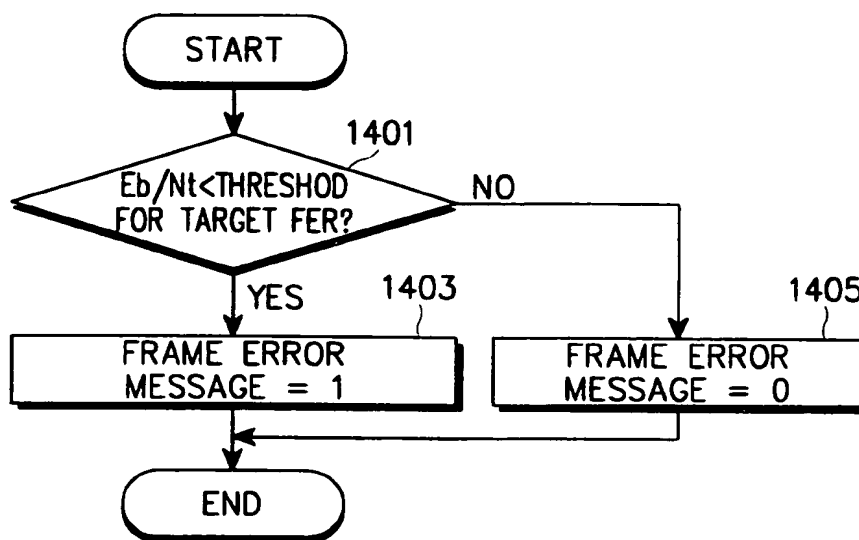 START
1401
Eb/Nt<THRESHOD
FOR TARGET FER?
NO
YES
1403
1405
FRAME ERROR
MESSAGE = 1
FRAME ERROR
MESSAGE = 0
END